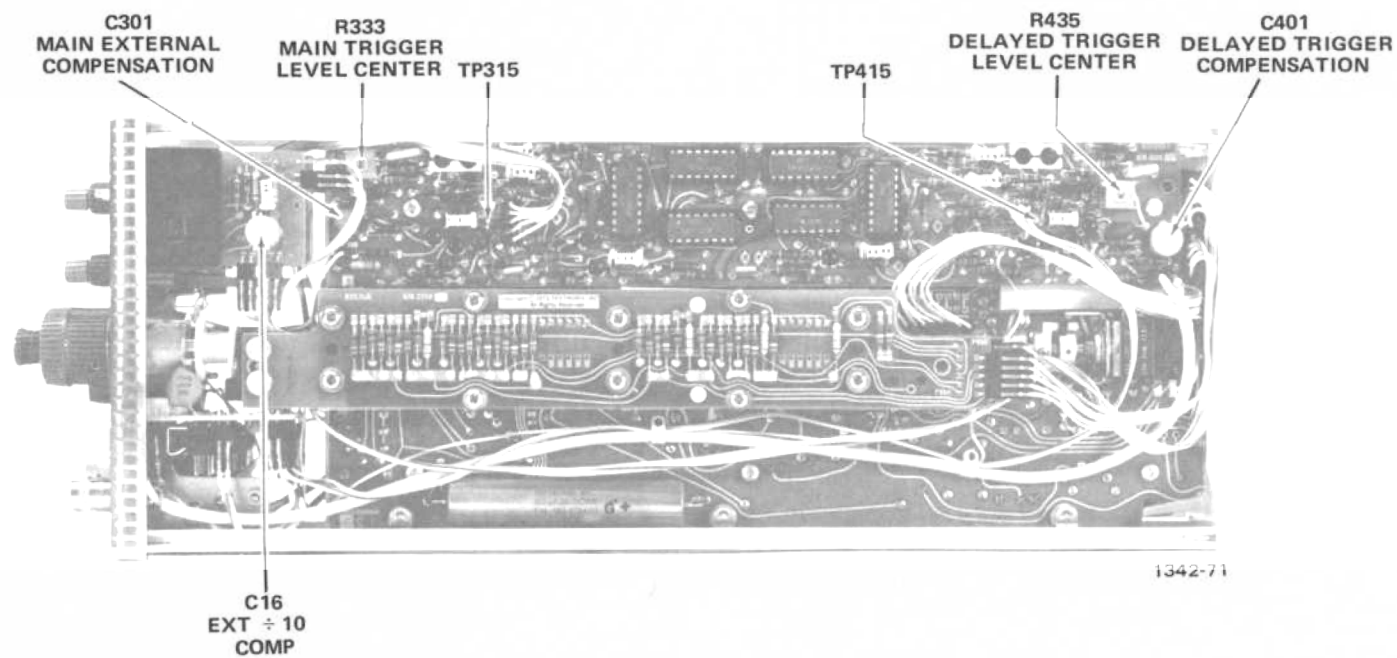 C301
MAIN EXTERNAL
COMPENSATION
R333
MAIN TRIGGER
LEVEL CENTER
TP315
TP415
R435
DELAYED TRIGGER
LEVEL CENTER
C401
DELAYED TRIGGER
COMPENSATION
C16
EXT ÷ 10
COMP
1342-71